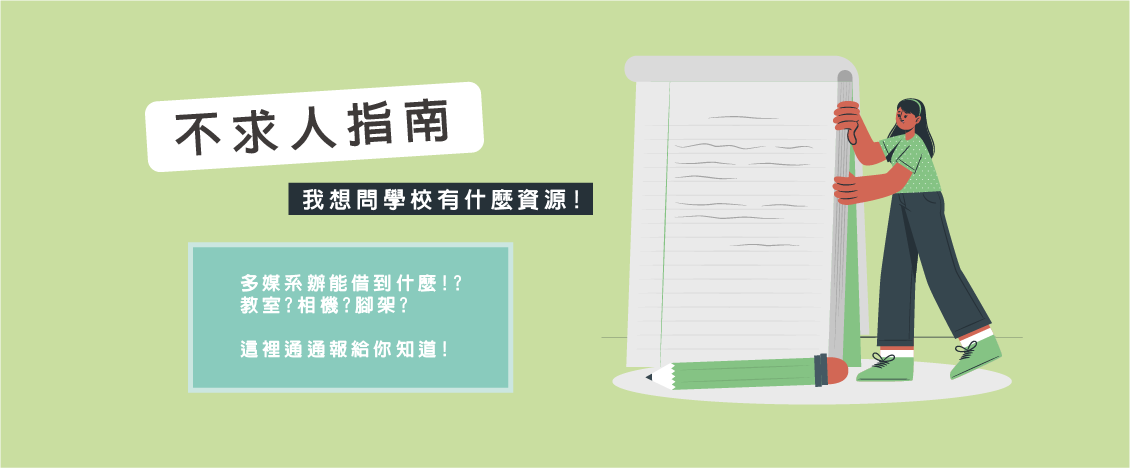 不求人指南
我想問學校有什麼資源!
多媒系辦能借到什麼!?
教室?相機?腳架?
這裡通通報給你知道!